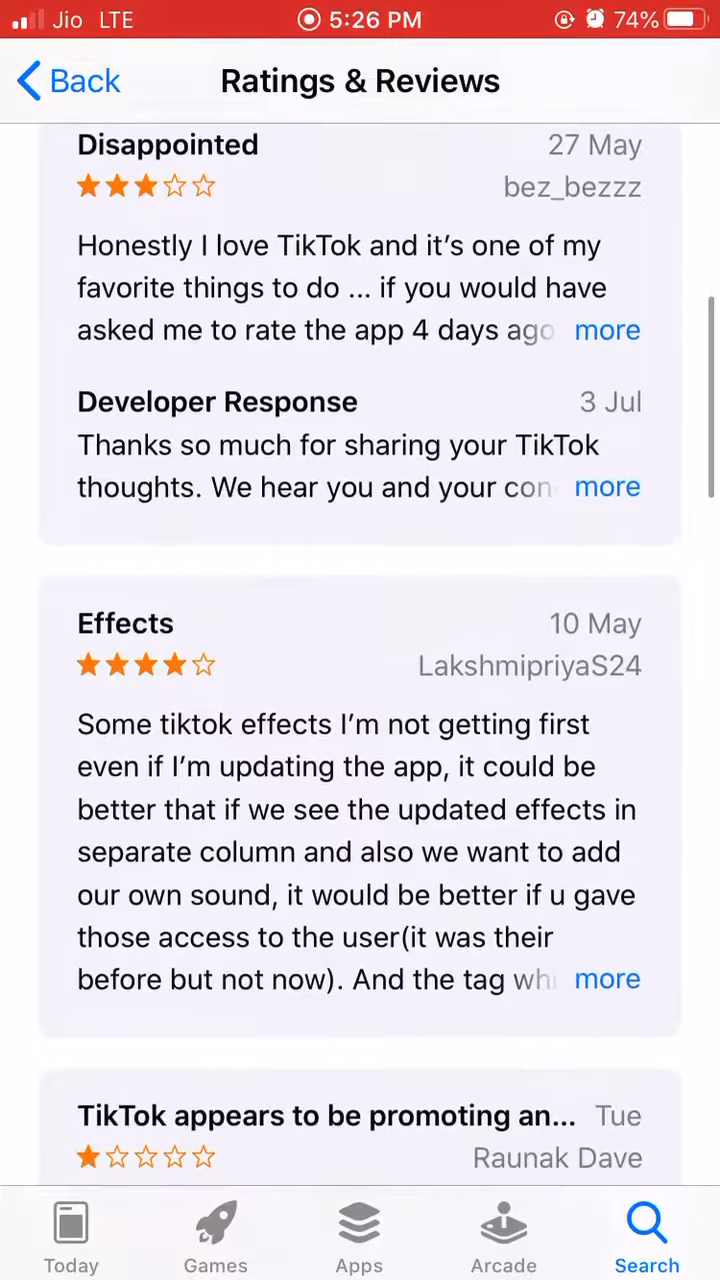 Jio LTE 5:26 PM 74%
Back Ratings & Reviews
Disappointed 27 May
bez_bezzz
Honestly I love TikTok and it’s one of my
favorite things to do ... if you would have
asked me to rate the app 4 days ago more
Developer Response 3 Jul
Thanks so much for sharing your TikTok
thoughts. We hear you and your con more
Effects 10 May
LakshmipriyaS24
Some tiktok effects I’m not getting first
even if I’m updating the app, it could be
better that if we see the updated effects in
separate column and also we want to add
our own sound, it would be better if u gave
those access to the user(it was their
before but not now). And the tag whi more
TikTok appears to be promoting an... Tue
Raunak Dave
Today Games Apps Arcade Search